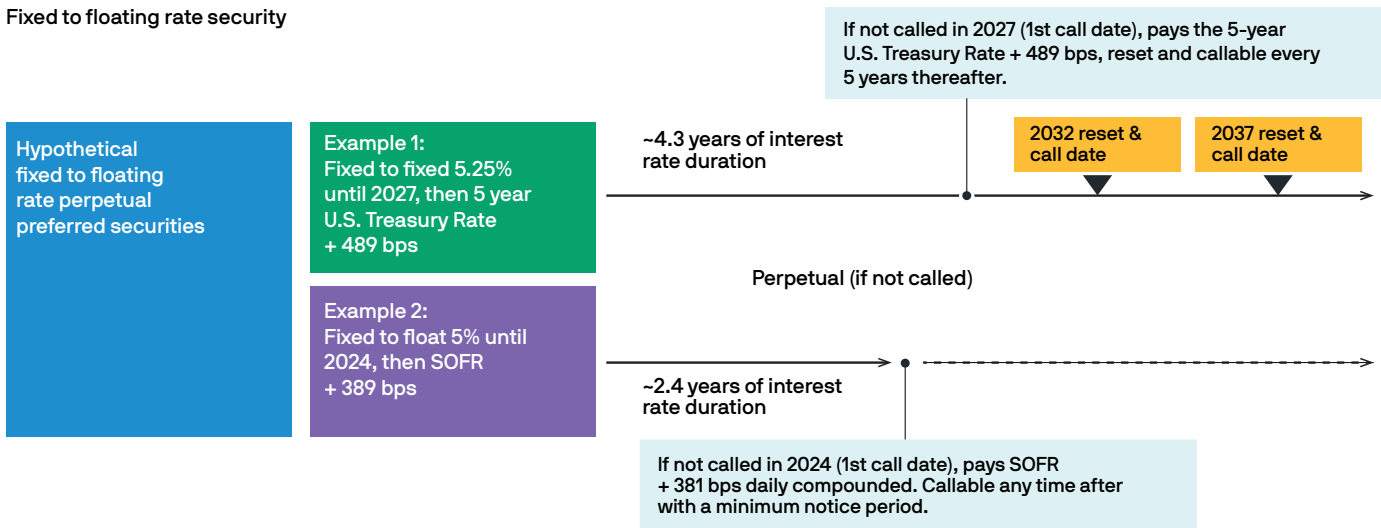 Fixed to floating rate security
If not called in 2027 (1st call date), pays the 5-year
U.S. Treasury Rate + 489 bps, reset and callable every
5 years thereafter.
Hypothetical
fixed to floating
rate perpetual
preferred securities
Example 1:
Fixed to fixed 5.25%
until 2027, then 5 year
U.S. Treasury Rate
+ 489 bps
~4.3 years of interest
rate duration
2032 reset &
call date
2037 reset &
call date
Perpetual (if not called)
Example 2:
Fixed to float 5% until
2024, then SOFR
+ 389 bps
~2.4 years of interest
rate duration
If not called in 2024 (1st call date), pays SOFR
+ 381 bps daily compounded. Callable any time after
with a minimum notice period.